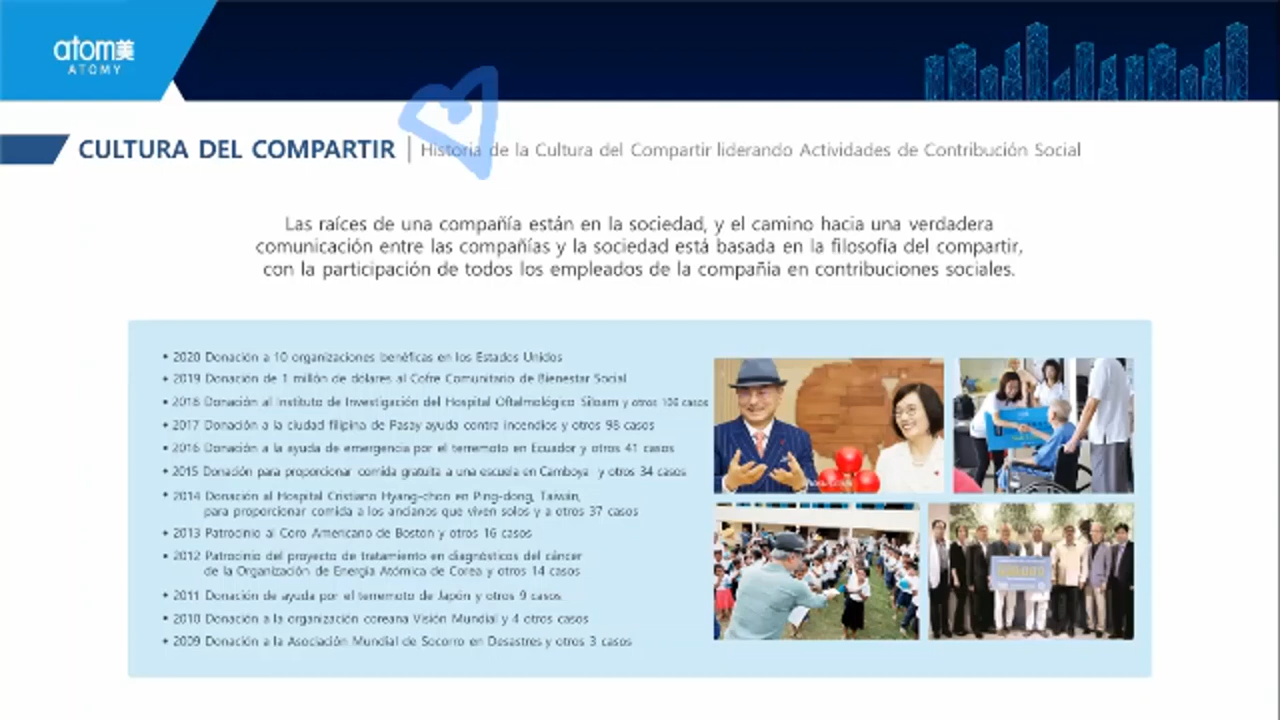 atom美
ATOMY
CULTURA DEL COMPARTIR | Historia de la Cultura del Compartir liderando Actividades de Contribución Social
Las raíces de una compañía están en la sociedad, y el camino hacia una verdadera
comunicación entre las compañías y la sociedad está basada en la filosofía del compartir,
con la participación de todos los empleados de la compañía en contribuciones sociales.
• 2020 Donación a 10 organizaciones benéficas en los Estados Unidos
• 2019 Donación de 1 millón de dólares al Cofre Comunitario de Bienestar Social
• 2018 Donación al Instituto de Investigación del Hospital Oftalmológico Siloam y otros 106 casos
• 2017 Donación a la ciudad filipina de Pasay ayuda contra incendios y otros 98 casos
• 2016 Donación a la ayuda de emergencia por el terremoto en Ecuador y otros 41 casos
• 2015 Donación para proporcionar comida gratuita a una escuela en Camboya y otros 34 casos
• 2014 Donación al Hospital Cristiano Hyang-chon en Ping-dong, Taiwán,
para proporcionar comida a los ancianos que viven solos y a otros 37 casos
• 2013 Patrocinio al Coro Americano de Boston y otros 16 casos
• 2012 Patrocinio del proyecto de tratamiento en diagnósticos del cáncer
de la Organización de Energía Atómica de Corea y otros 14 casos
• 2011 Donación de ayuda por el terremoto de Japón y otros 9 casos
• 2010 Donación a la organización coreana Visión Mundial y 4 otros casos
• 2009 Donación a la Asociación Mundial de Socorro en Desastres y otros 3 casos